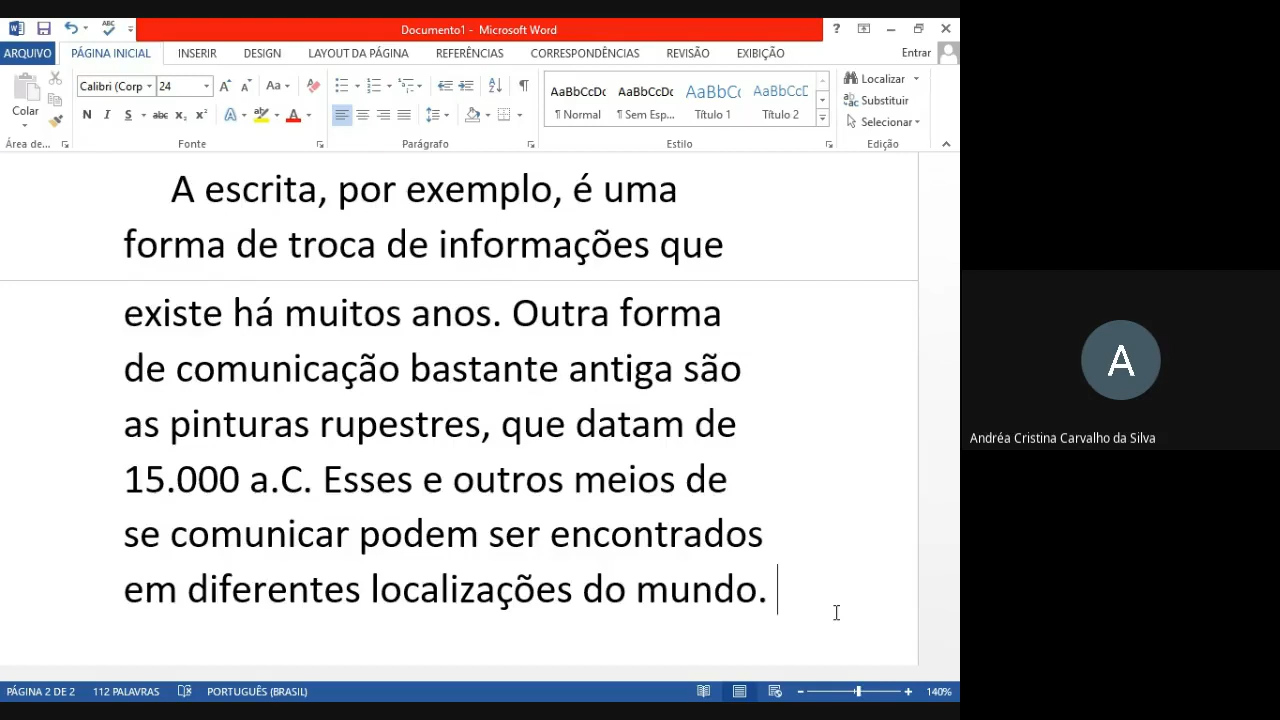 Documento1 - Microsoft Word
ARQUIVO PÁGINA INICIAL INSERIR DESIGN LAYOUT DA PÁGINA REFERÊNCIAS CORRESPONDÊNCIAS REVISÃO EXIBIÇÃO Entrar
Calibri (Corp 24 Aa Localizar
Colar AaBbCcDc AaBbCcDc AaBbC( AaBbCcD Substituir
N I S abc x₂ x² A A ¶ Normal ¶ Sem Esp... Título 1 Título 2 Selecionar
Área de... Fonte Parágrafo Estilo Edição
A escrita, por exemplo, é uma
forma de troca de informações que
existe há muitos anos. Outra forma
de comunicação bastante antiga são
as pinturas rupestres, que datam de
15.000 a.C. Esses e outros meios de
se comunicar podem ser encontrados
em diferentes localizações do mundo.
PÁGINA 2 DE 2 112 PALAVRAS PORTUGUÊS (BRASIL) 140%
A
Andréa Cristina Carvalho da Silva